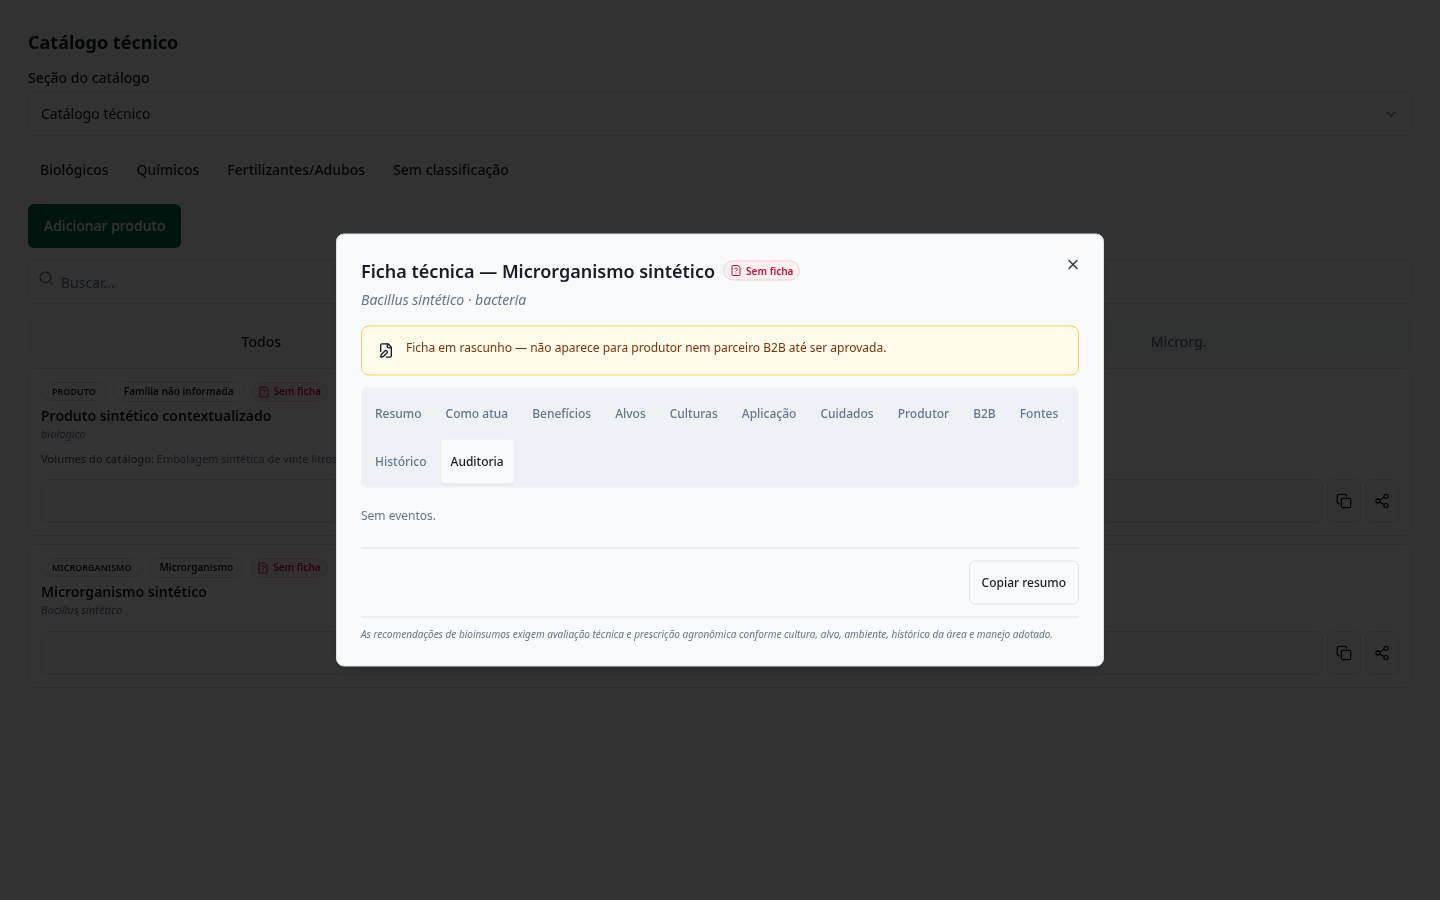 Catálogo técnico
Seção do catálogo
Catálogo técnico
Biológicos Químicos Fertilizantes/Adubos Sem classificação
Adicionar produto
Buscar...
Todos Microrg.
PRODUTO Família não informada Sem ficha
Produto sintético contextualizado
biologico
Volumes do catálogo: Embalagem sintética de vinte litros
MICRORGANISMO Microrganismo Sem ficha
Microrganismo sintético
Bacillus sintético
Ficha técnica — Microrganismo sintético Sem ficha
Bacillus sintético · bacteria
Ficha em rascunho — não aparece para produtor nem parceiro B2B até ser aprovada.
Resumo Como atua Benefícios Alvos Culturas Aplicação Cuidados Produtor B2B Fontes
Histórico Auditoria
Sem eventos.
Copiar resumo
As recomendações de bioinsumos exigem avaliação técnica e prescrição agronômica conforme cultura, alvo, ambiente, histórico da área e manejo adotado.